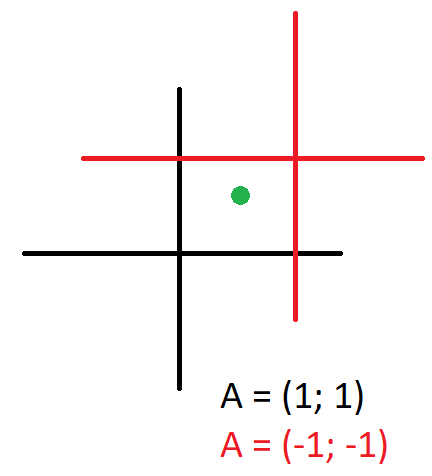 A = (1; 1)
A = (-1; -1)